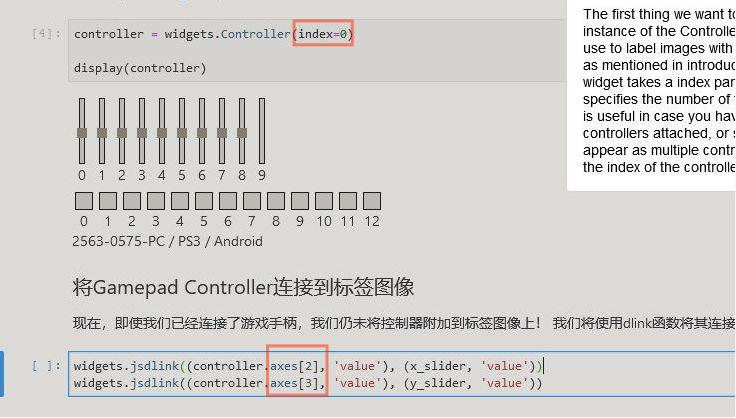 The first thing we want to
instance of the Controlle
use to label images with
as mentioned in introduc
widget takes a index par
specifies the number of
is useful in case you hav
controllers attached, or s
appear as multiple contr
the index of the controlle
[4]: controller = widgets.Controller(index=0)
display(controller)
0 1 2 3 4 5 6 7 8 9
0 1 2 3 4 5 6 7 8 9 10 11 12
2563-0575-PC / PS3 / Android
将Gamepad Controller连接到标签图像
现在，即使我们已经连接了游戏手柄，我们仍未将控制器附加到标签图像上！ 我们将使用dlink函数将其连接
[ ]: widgets.jsdlink((controller.axes[2], 'value'), (x_slider, 'value'))
widgets.jsdlink((controller.axes[3], 'value'), (y_slider, 'value'))